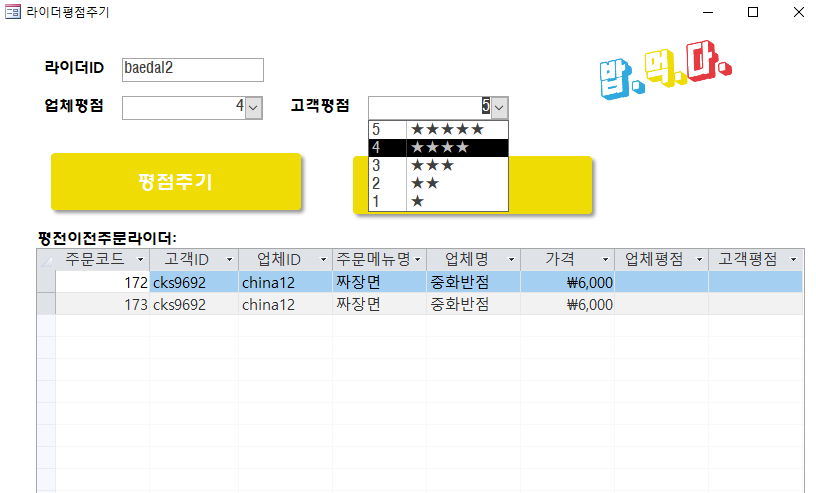 라이더평점주기
라이더ID baedal2
밥.먹.다.
업체평점 4 고객평점 5
5 ★★★★★
4 ★★★★
3 ★★★
2 ★★
1 ★
평점주기
평전이전주문라이더:
주문코드 고객ID 업체ID 주문메뉴명 업체명 가격 업체평점 고객평점
172 cks9692 china12 짜장면 중화반점 ₩6,000
173 cks9692 china12 짜장면 중화반점 ₩6,000